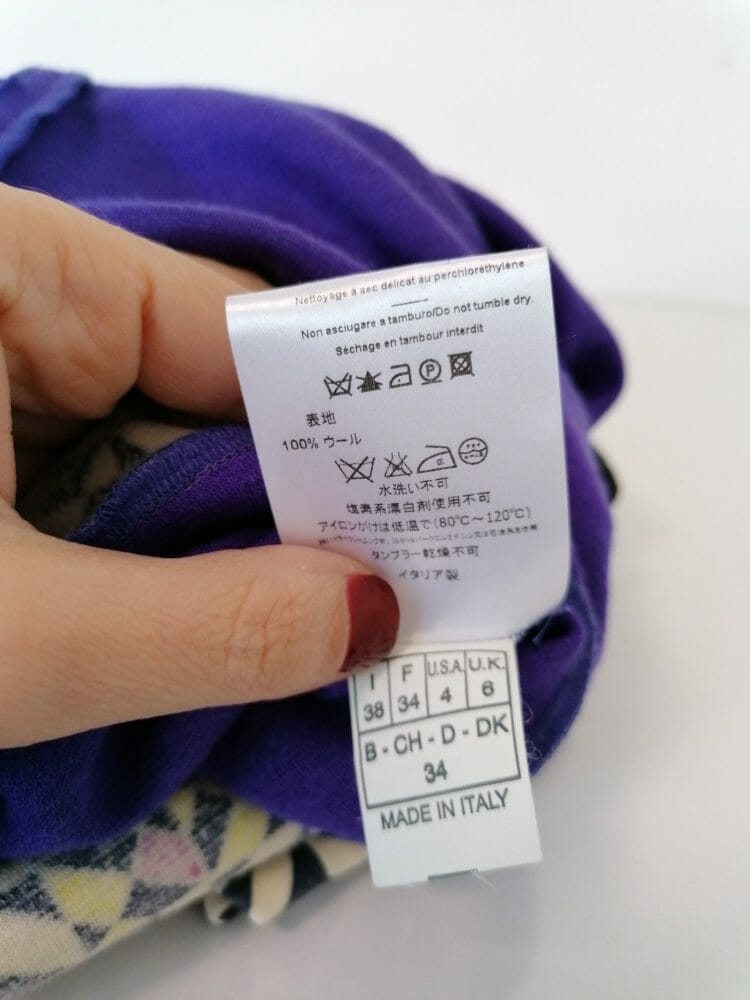 Nettoyage à sec délicat au perchloréthylène
Non asciugare a tamburo/Do not tumble dry.
Séchage en tambour interdit
P
表地
100% ウール
水洗い不可
塩素系漂白剤使用不可
アイロンがけは低温で(80℃~120℃)
タンブラー乾燥不可
イタリア製
I F U.S.A. U.K.
38 34 4 6
B - CH - D - DK
34
MADE IN ITALY